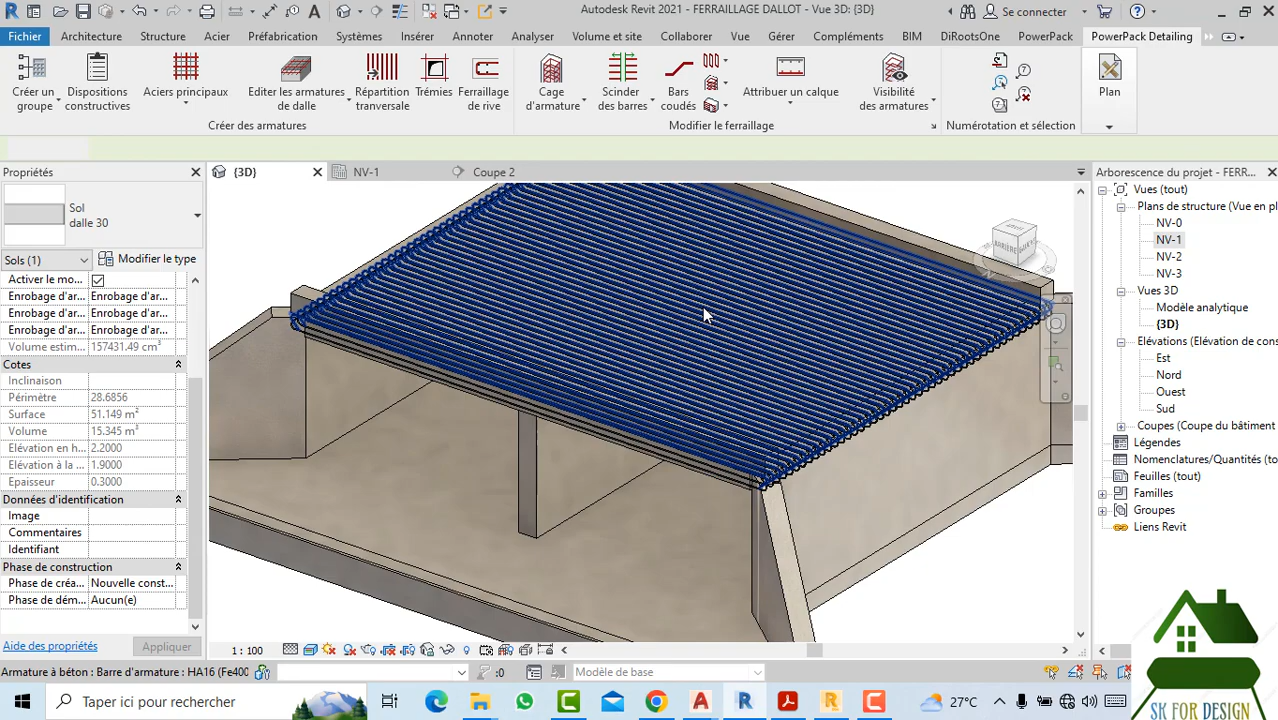 Autodesk Revit 2021 - FERRAILLAGE DALLOT - Vue 3D: {3D}
Se connecter
Fichier Architecture Structure Acier Préfabrication Systèmes Insérer Annoter Analyser Volume et site Collaborer Vue Gérer Compléments BIM DiRootsOne PowerPack PowerPack Detailing
Créer un groupe
Dispositions constructives
Aciers principaux
Editer les armatures de dalle
Répartition transversale
Trémies
Ferraillage de rive
Cage d'armature
Scinder des barres
Bars coudés
Attribuer un calque
Visibilité des armatures
Plan
Créer des armatures
Modifier le ferraillage
Numérotation et sélection
Propriétés
{3D}
NV-1
Coupe 2
Arborescence du projet - FERR...
Sol
dalle 30
Sols (1)
Modifier le type
Activer le mo...
Enrobage d'ar... Enrobage d'ar...
Enrobage d'ar... Enrobage d'ar...
Enrobage d'ar... Enrobage d'ar...
Volume estim... 157431.49 cm³
Cotes
Inclinaison
Périmètre 28.6856
Surface 51.149 m²
Volume 15.345 m³
Elévation en h... 2.2000
Elévation à la ... 1.9000
Epaisseur 0.3000
Données d'identification
Image
Commentaires
Identifiant
Phase de construction
Phase de créa... Nouvelle const...
Phase de dém... Aucun(e)
Aide des propriétés
Appliquer
ARRIÈRE
Vues (tout)
Plans de structure (Vue en pl
NV-0
NV-1
NV-2
NV-3
Vues 3D
Modèle analytique
{3D}
Elévations (Elévation de cons
Est
Nord
Ouest
Sud
Coupes (Coupe du bâtiment
Légendes
Nomenclatures/Quantités (tout)
Feuilles (tout)
Familles
Groupes
Liens Revit
1 : 100
Armature à béton : Barre d'armature : HA16 (Fe400
:0
Modèle de base
Taper ici pour rechercher
27°C
SK FOR DESIGN